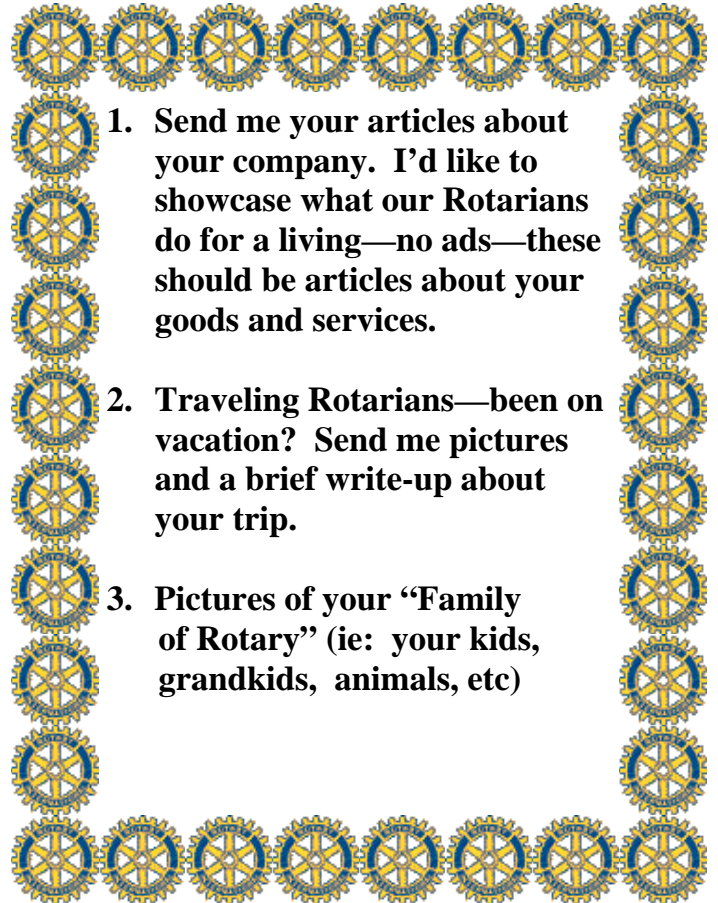 1. Send me your articles about
your company.  I'd like to
showcase what our Rotarians
do for a living—no ads—these
should be articles about your
goods and services.
2. Traveling Rotarians—been on
vacation?  Send me pictures
and a brief write-up about
your trip.
3. Pictures of your “Family
of Rotary” (ie:  your kids,
grandkids,  animals, etc)